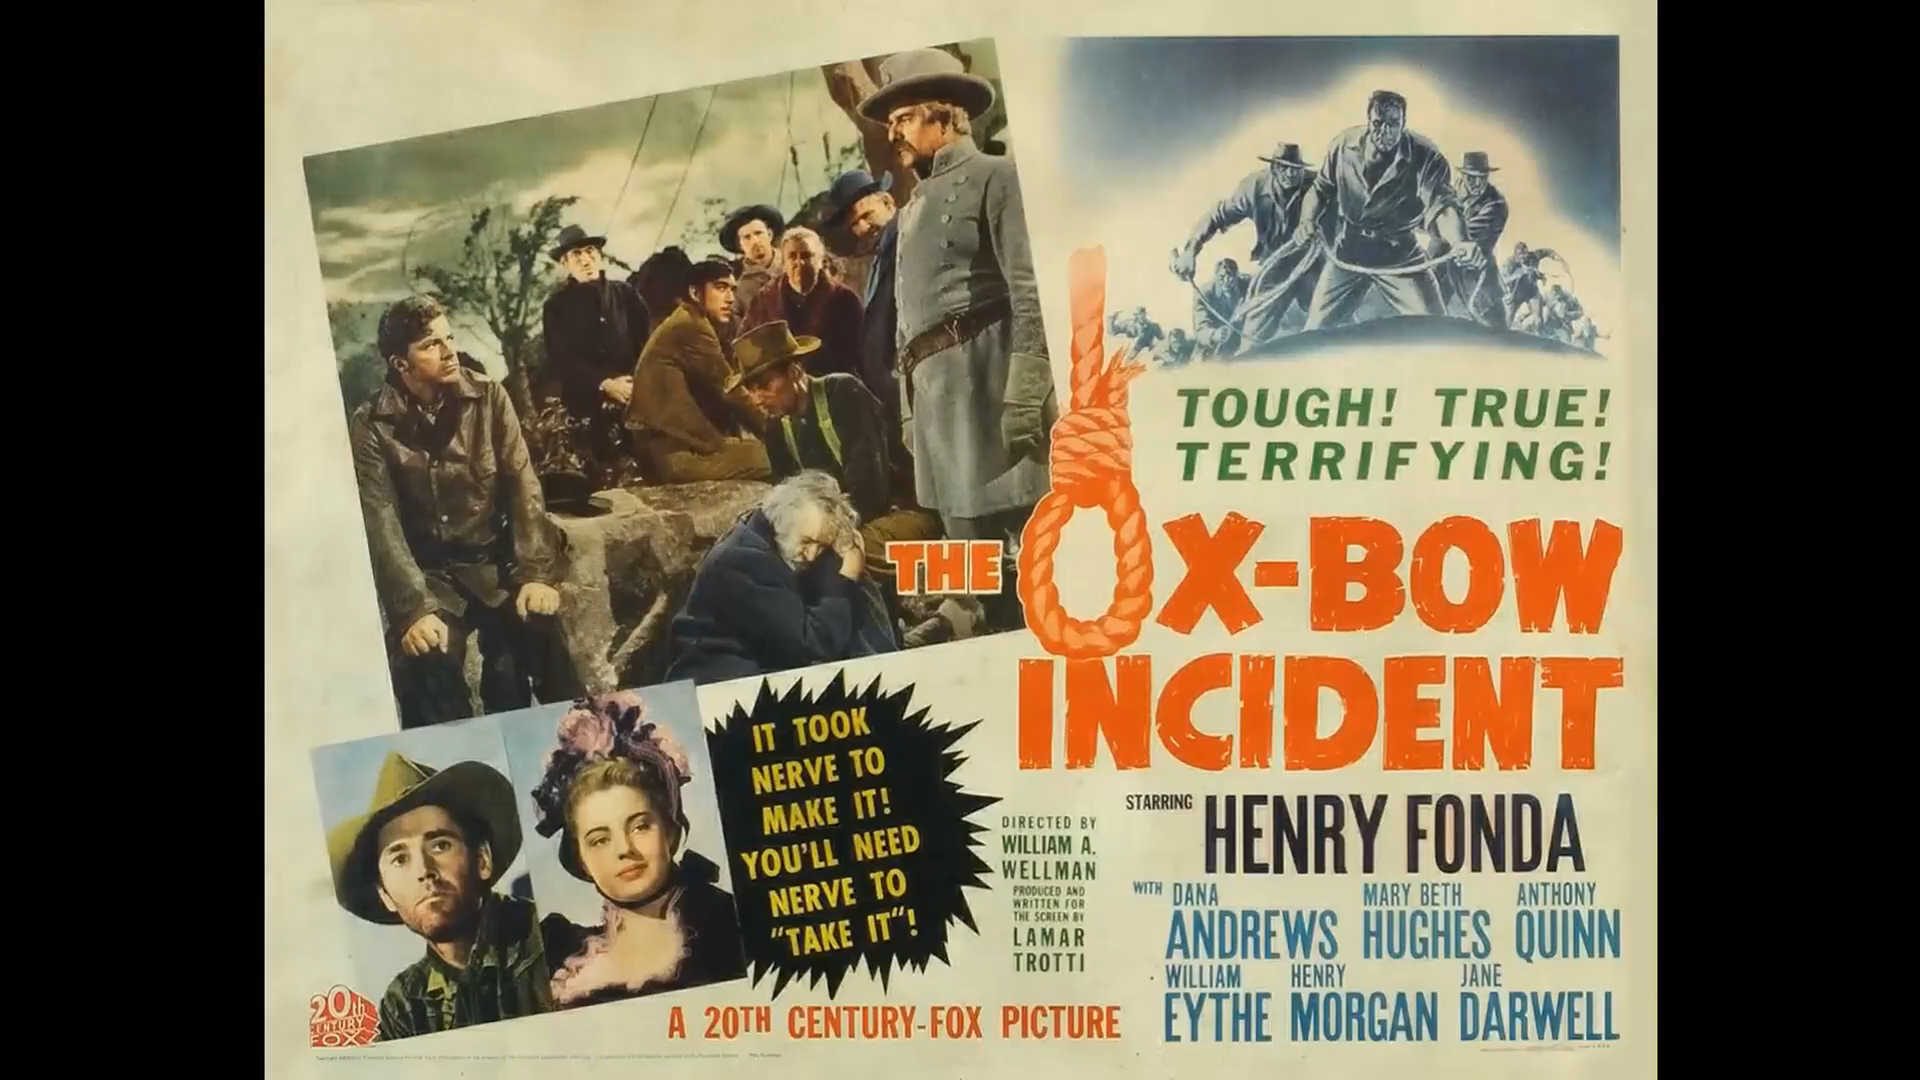 TOUGH! TRUE!
TERRIFYING!
THE OX-BOW
INCIDENT
IT TOOK
NERVE TO
MAKE IT!
YOU'LL NEED
NERVE TO
"TAKE IT"!
DIRECTED BY
WILLIAM A.
WELLMAN
PRODUCED AND
WRITTEN FOR
THE SCREEN BY
LAMAR
TROTTI
STARRING HENRY FONDA
WITH DANA ANDREWS MARY BETH HUGHES ANTHONY QUINN
WILLIAM EYTHE HENRY MORGAN JANE DARWELL
20th
CENTURY
FOX
A 20TH CENTURY-FOX PICTURE